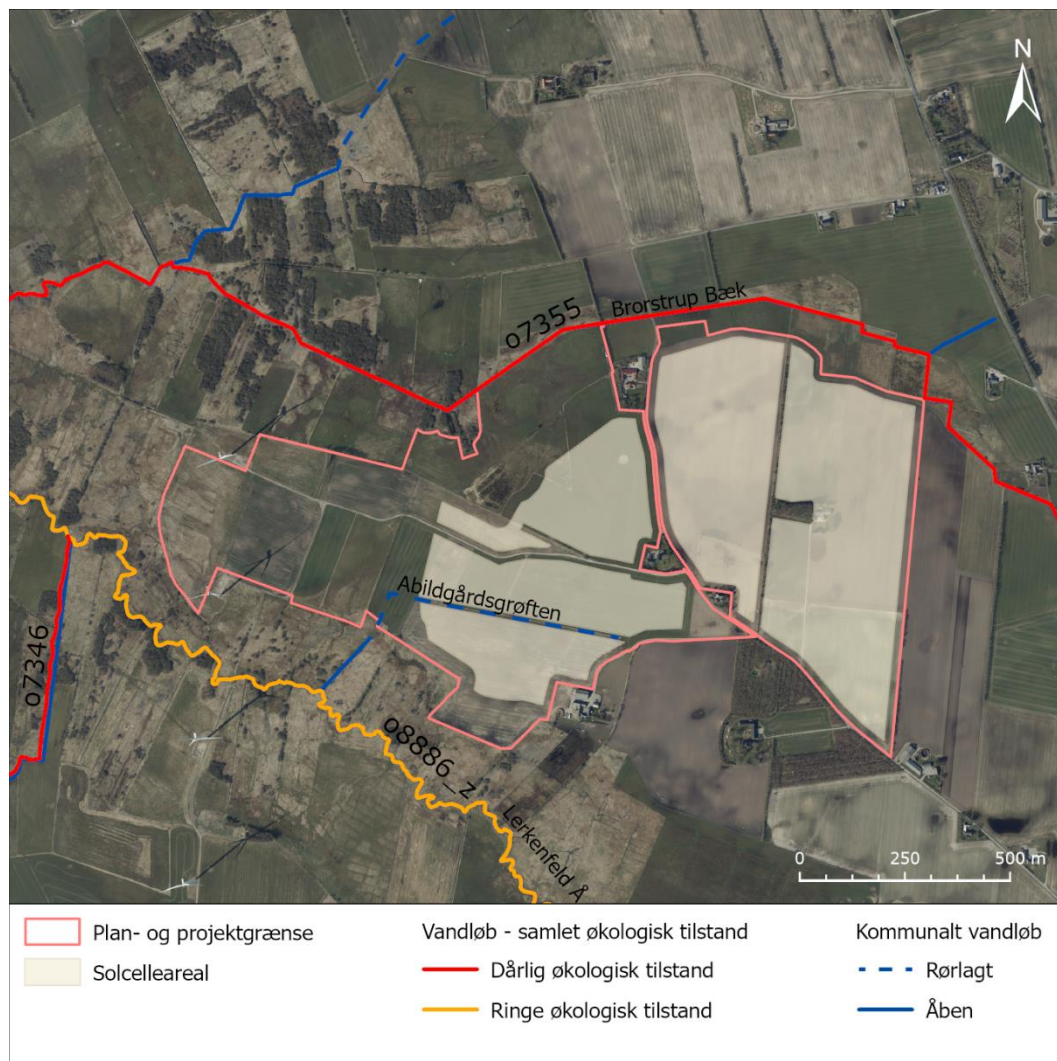 N
Brorstrup Bæk
o7355
Abildgårdsgrøften
o7346
o8886_z
Lerkenfeld Å
0 250 500 m
Plan- og projektgrænse
Solcelleareal
Vandløb - samlet økologisk tilstand
Dårlig økologisk tilstand
Ringe økologisk tilstand
Kommunalt vandløb
Rørlagt
Åben